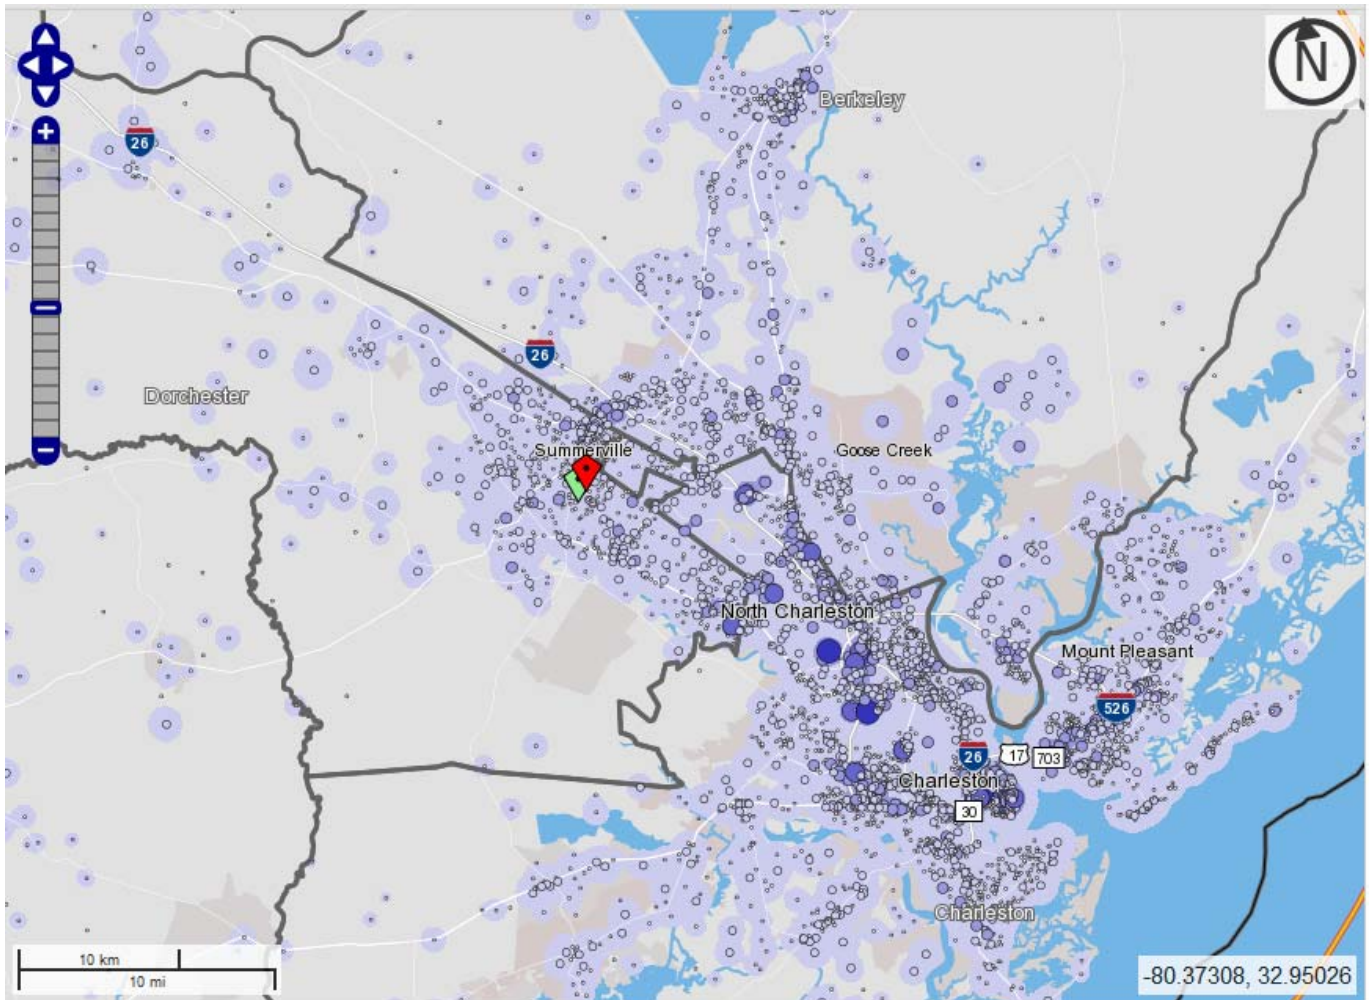 N
Berkeley
26
26
Dorchester
Summerville
Goose Creek
North Charleston
Mount Pleasant
526
26
17
703
Charleston
30
Charleston
10 km
10 mi
-80.37308, 32.95026